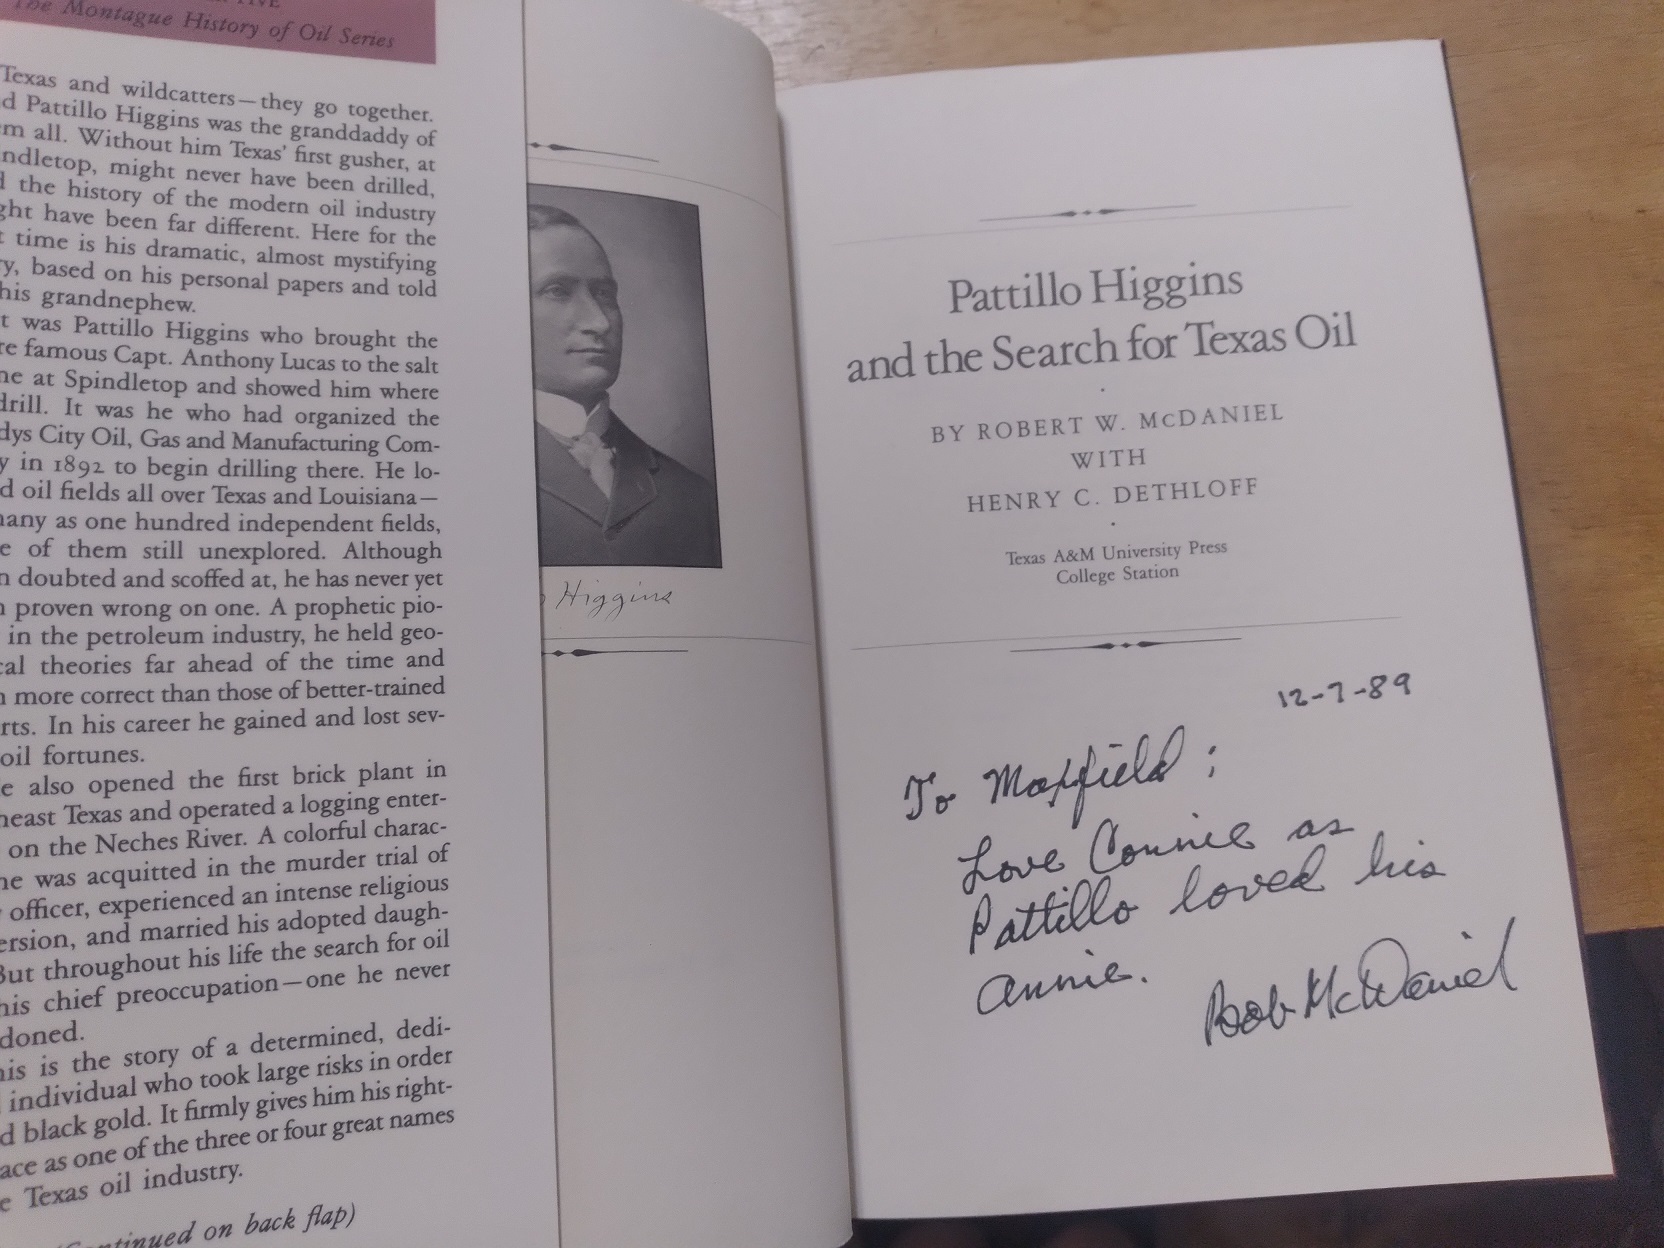 The Montague History of Oil Series
Texas and wildcatters—they go together.
d Pattillo Higgins was the granddaddy of
m all. Without him Texas' first gusher, at
ndletop, might never have been drilled,
d the history of the modern oil industry
ght have been far different. Here for the
t time is his dramatic, almost mystifying
ry, based on his personal papers and told
his grandnephew.
t was Pattillo Higgins who brought the
re famous Capt. Anthony Lucas to the salt
ne at Spindletop and showed him where
drill. It was he who had organized the
dys City Oil, Gas and Manufacturing Com-
y in 1892 to begin drilling there. He lo-
d oil fields all over Texas and Louisiana—
many as one hundred independent fields,
e of them still unexplored. Although
n doubted and scoffed at, he has never yet
n proven wrong on one. A prophetic pio-
in the petroleum industry, he held geo-
cal theories far ahead of the time and
n more correct than those of better-trained
rts. In his career he gained and lost sev-
oil fortunes.
e also opened the first brick plant in
heast Texas and operated a logging enter-
on the Neches River. A colorful charac-
he was acquitted in the murder trial of
officer, experienced an intense religious
ersion, and married his adopted daugh-
But throughout his life the search for oil
his chief preoccupation—one he never
doned.
his is the story of a determined, dedi-
individual who took large risks in order
d black gold. It firmly gives him his right-
ace as one of the three or four great names
e Texas oil industry.
(Continued on back flap)
Higgins
Pattillo Higgins
and the Search for Texas Oil
BY ROBERT W. McDANIEL
WITH
HENRY C. DETHLOFF
Texas A&M University Press
College Station
12-7-89
To Maxfield:
Love Connie as
Pattillo loved his
Annie.
Bob McDaniel